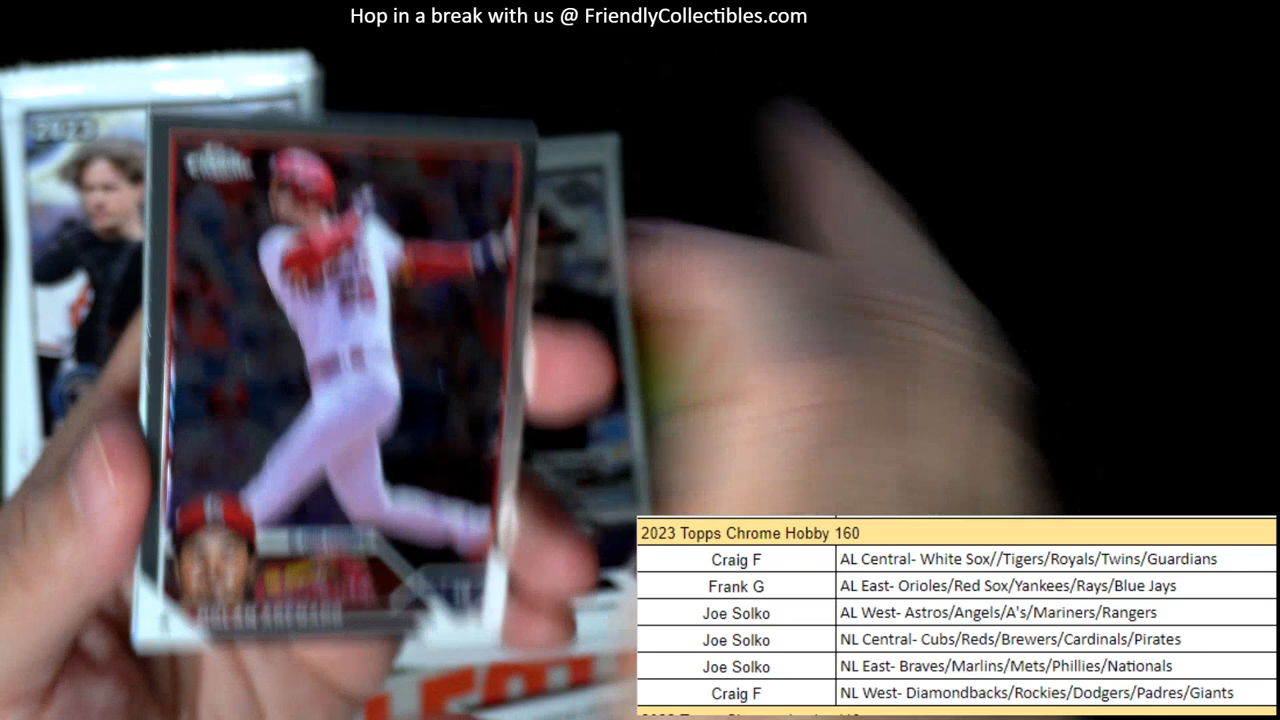 Hop in a break with us @ FriendlyCollectibles.com
2023 Topps Chrome Hobby 160
Craig F AL Central- White Sox//Tigers/Royals/Twins/Guardians
Frank G AL East- Orioles/Red Sox/Yankees/Rays/Blue Jays
Joe Solko AL West- Astros/Angels/A's/Mariners/Rangers
Joe Solko NL Central- Cubs/Reds/Brewers/Cardinals/Pirates
Joe Solko NL East- Braves/Marlins/Mets/Phillies/Nationals
Craig F NL West- Diamondbacks/Rockies/Dodgers/Padres/Giants